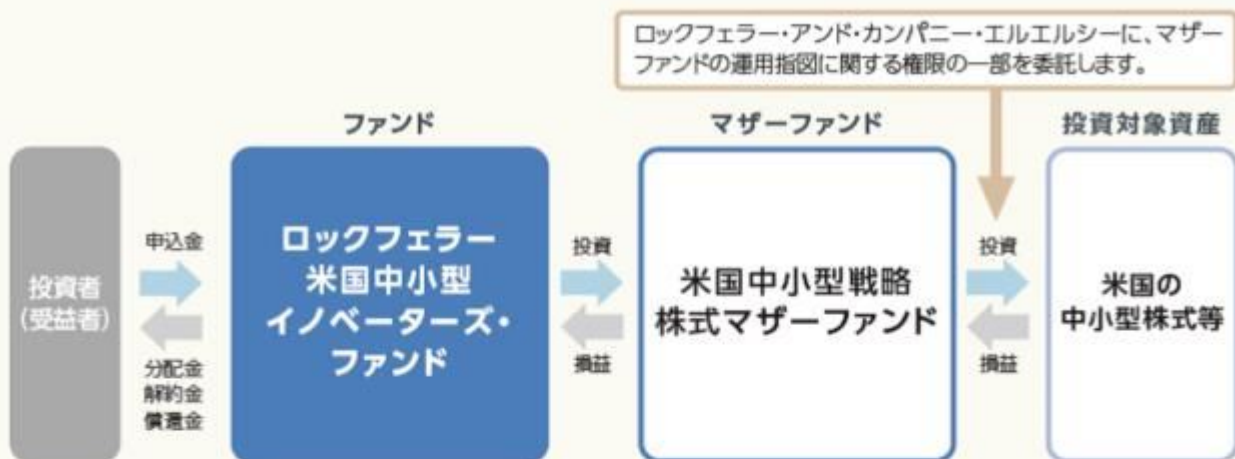 ロックフェラー・アンド・カンパニー・エルエルシーに、マザー
ファンドの運用指図に関する権限の一部を委託します。
ファンド
マザーファンド
投資対象資産
投資者
(受益者)
申込金
分配金
解約金
償還金
ロックフェラー
米国中小型
イノベーターズ・
ファンド
投資
損益
米国中小型戦略
株式マザーファンド
投資
損益
米国の
中小型株式等